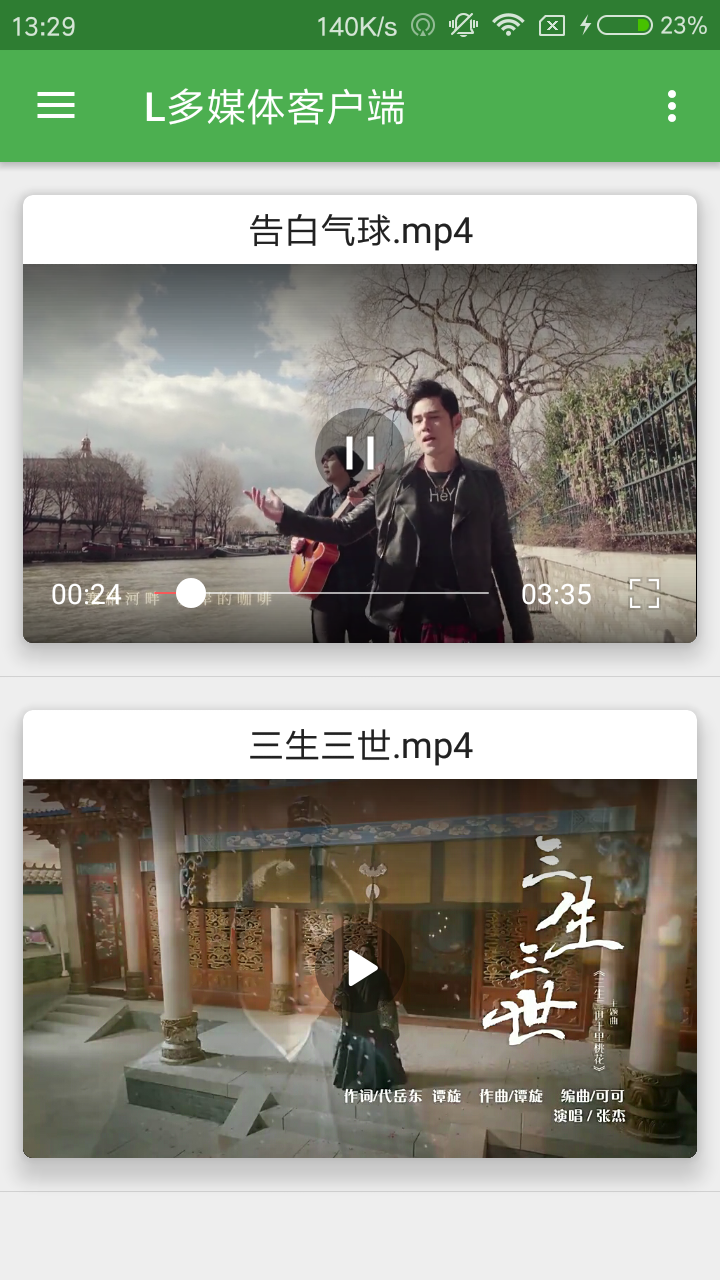 13:29 140K/s 23%
L多媒体客户端
告白气球.mp4
Hey
00:24 03:35
河畔 的咖啡
三生三世.mp4
三生三世
《三生三世十里桃花》
主题曲
作词/代岳东 谭旋 作曲/谭旋 编曲/可可
演唱 / 张杰